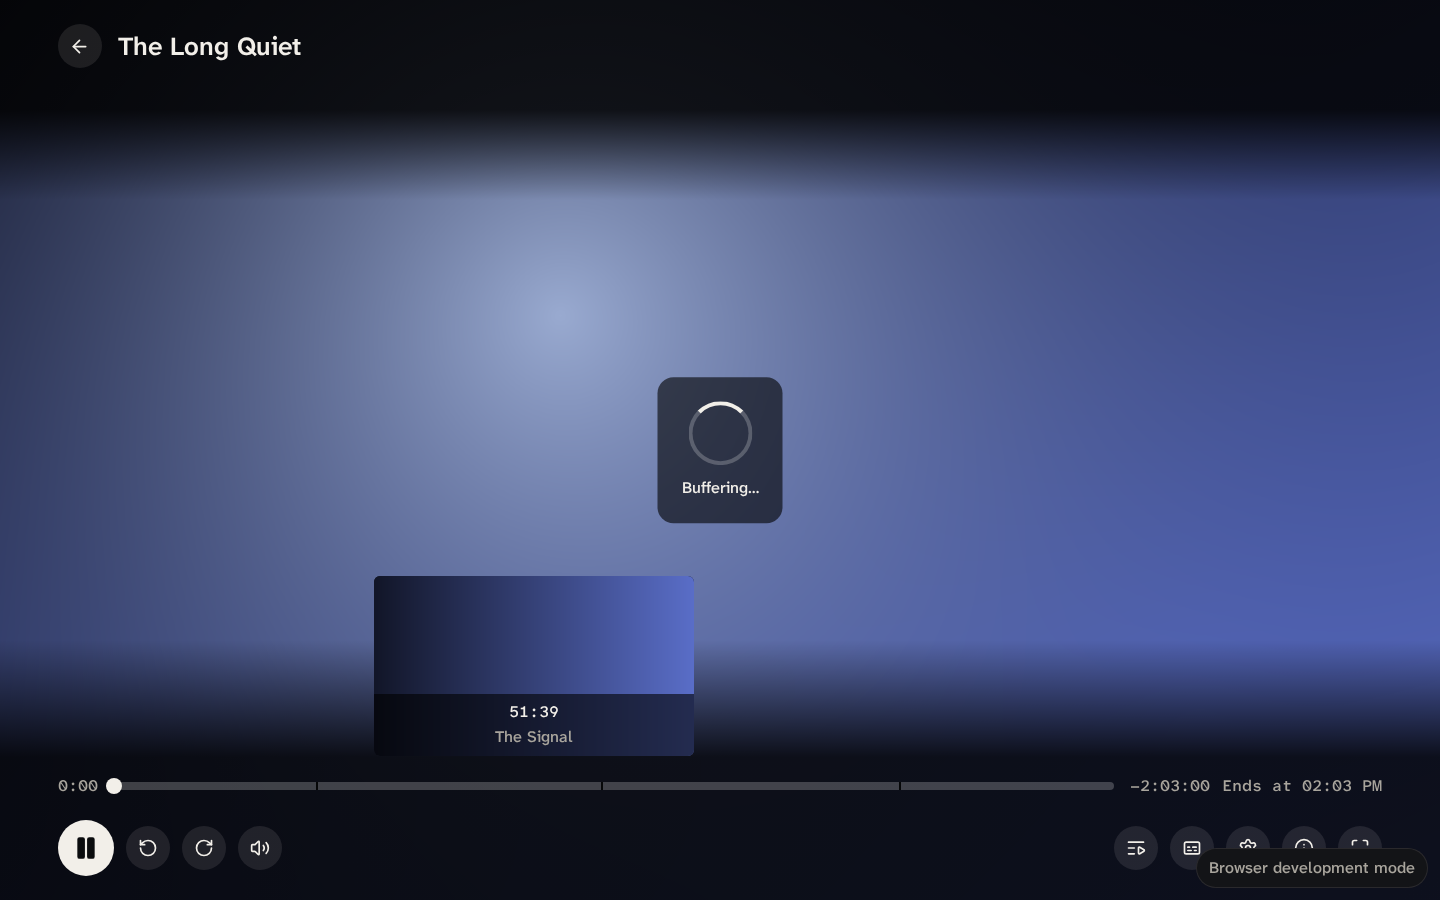 The Long Quiet
Buffering...
51:39
The Signal
0:00
−2:03:00 Ends at 02:03 PM
Browser development mode